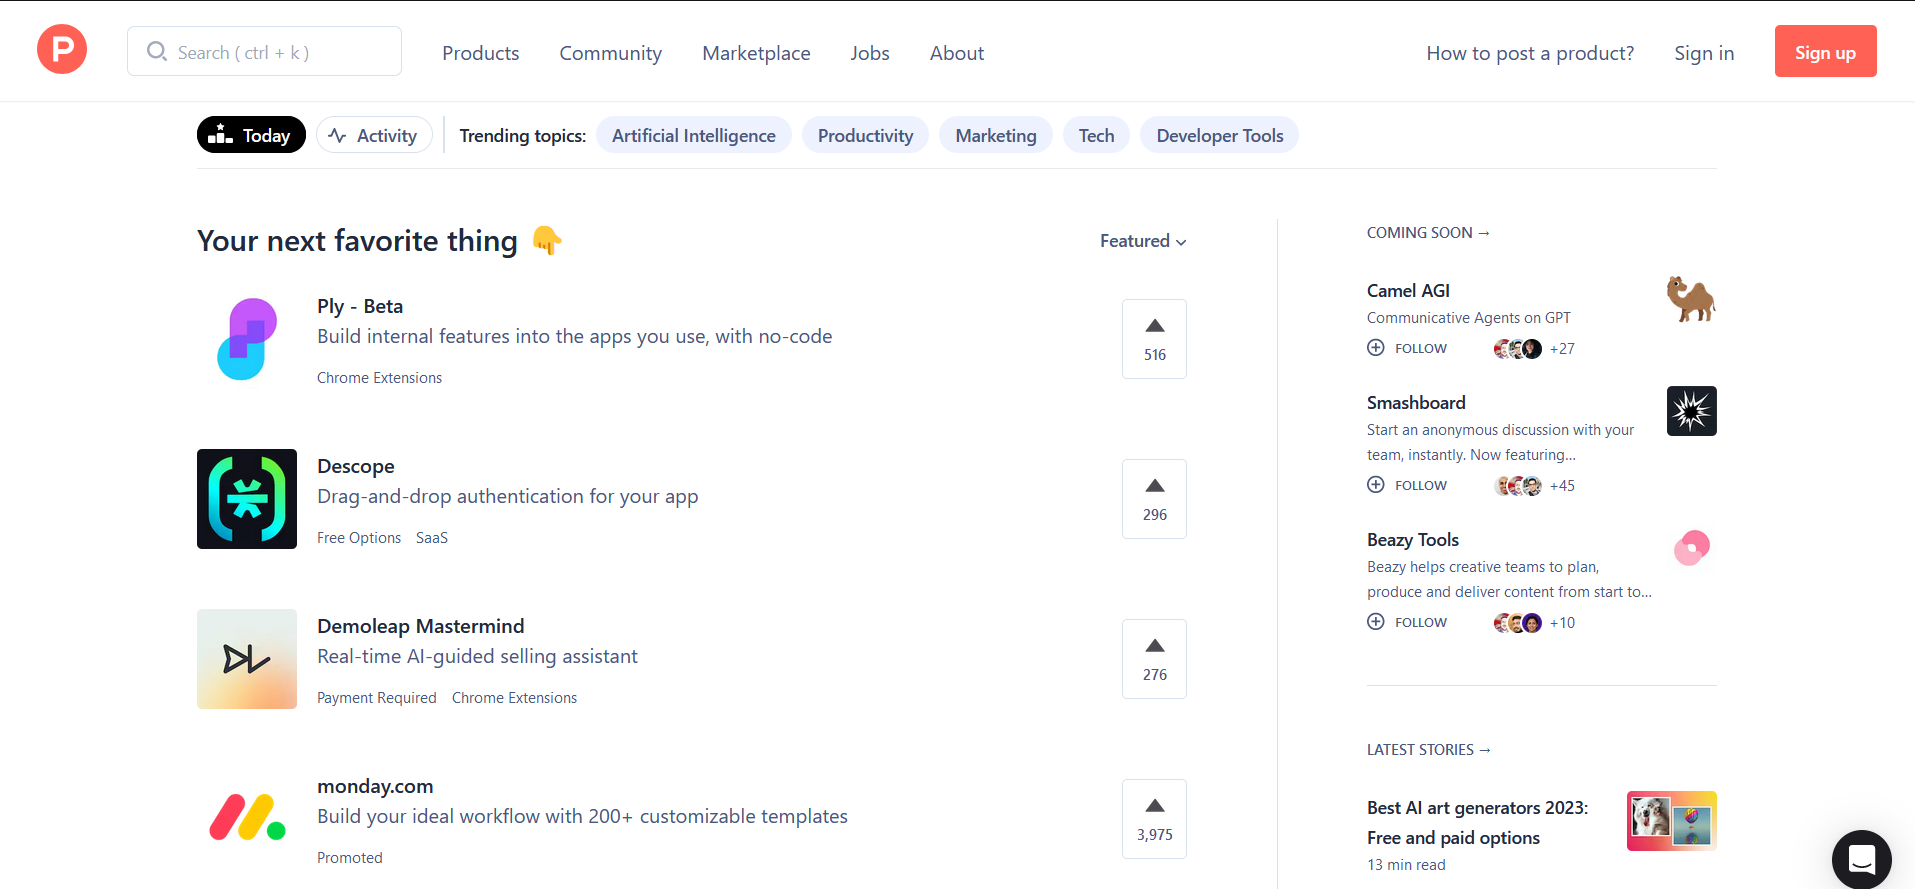 P
Search ( ctrl + k )
Products
Community
Marketplace
Jobs
About
How to post a product?
Sign in
Sign up
Today
Activity
Trending topics:
Artificial Intelligence
Productivity
Marketing
Tech
Developer Tools
Your next favorite thing 👇
Featured
Ply - Beta
Build internal features into the apps you use, with no-code
Chrome Extensions
516
Descope
Drag-and-drop authentication for your app
Free Options SaaS
296
Demoleap Mastermind
Real-time AI-guided selling assistant
Payment Required Chrome Extensions
276
monday.com
Build your ideal workflow with 200+ customizable templates
Promoted
3,975
COMING SOON →
Camel AGI
Communicative Agents on GPT
FOLLOW
+27
Smashboard
Start an anonymous discussion with your
team, instantly. Now featuring...
FOLLOW
+45
Beazy Tools
Beazy helps creative teams to plan,
produce and deliver content from start to...
FOLLOW
+10
LATEST STORIES →
Best AI art generators 2023:
Free and paid options
13 min read